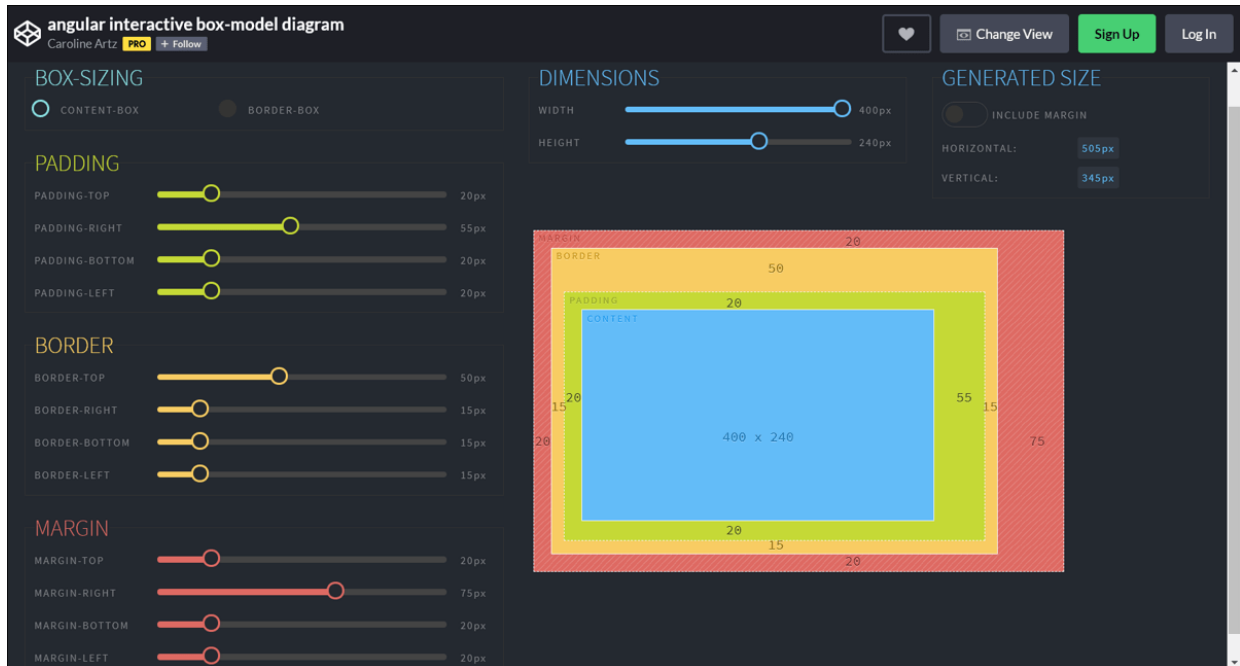 angular interactive box-model diagram
Caroline Artz PRO + Follow
Change View
Sign Up
Log In
BOX-SIZING
CONTENT-BOX
BORDER-BOX
PADDING
PADDING-TOP 20px
PADDING-RIGHT 55px
PADDING-BOTTOM 20px
PADDING-LEFT 20px
BORDER
BORDER-TOP 50px
BORDER-RIGHT 15px
BORDER-BOTTOM 15px
BORDER-LEFT 15px
MARGIN
MARGIN-TOP 20px
MARGIN-RIGHT 75px
MARGIN-BOTTOM 20px
MARGIN-LEFT 20px
DIMENSIONS
WIDTH 400px
HEIGHT 240px
GENERATED SIZE
INCLUDE MARGIN
HORIZONTAL: 505px
VERTICAL: 345px
MARGIN
20
BORDER
50
PADDING
20
CONTENT
20
15
55
15
400 x 240
20
75
20
15
20